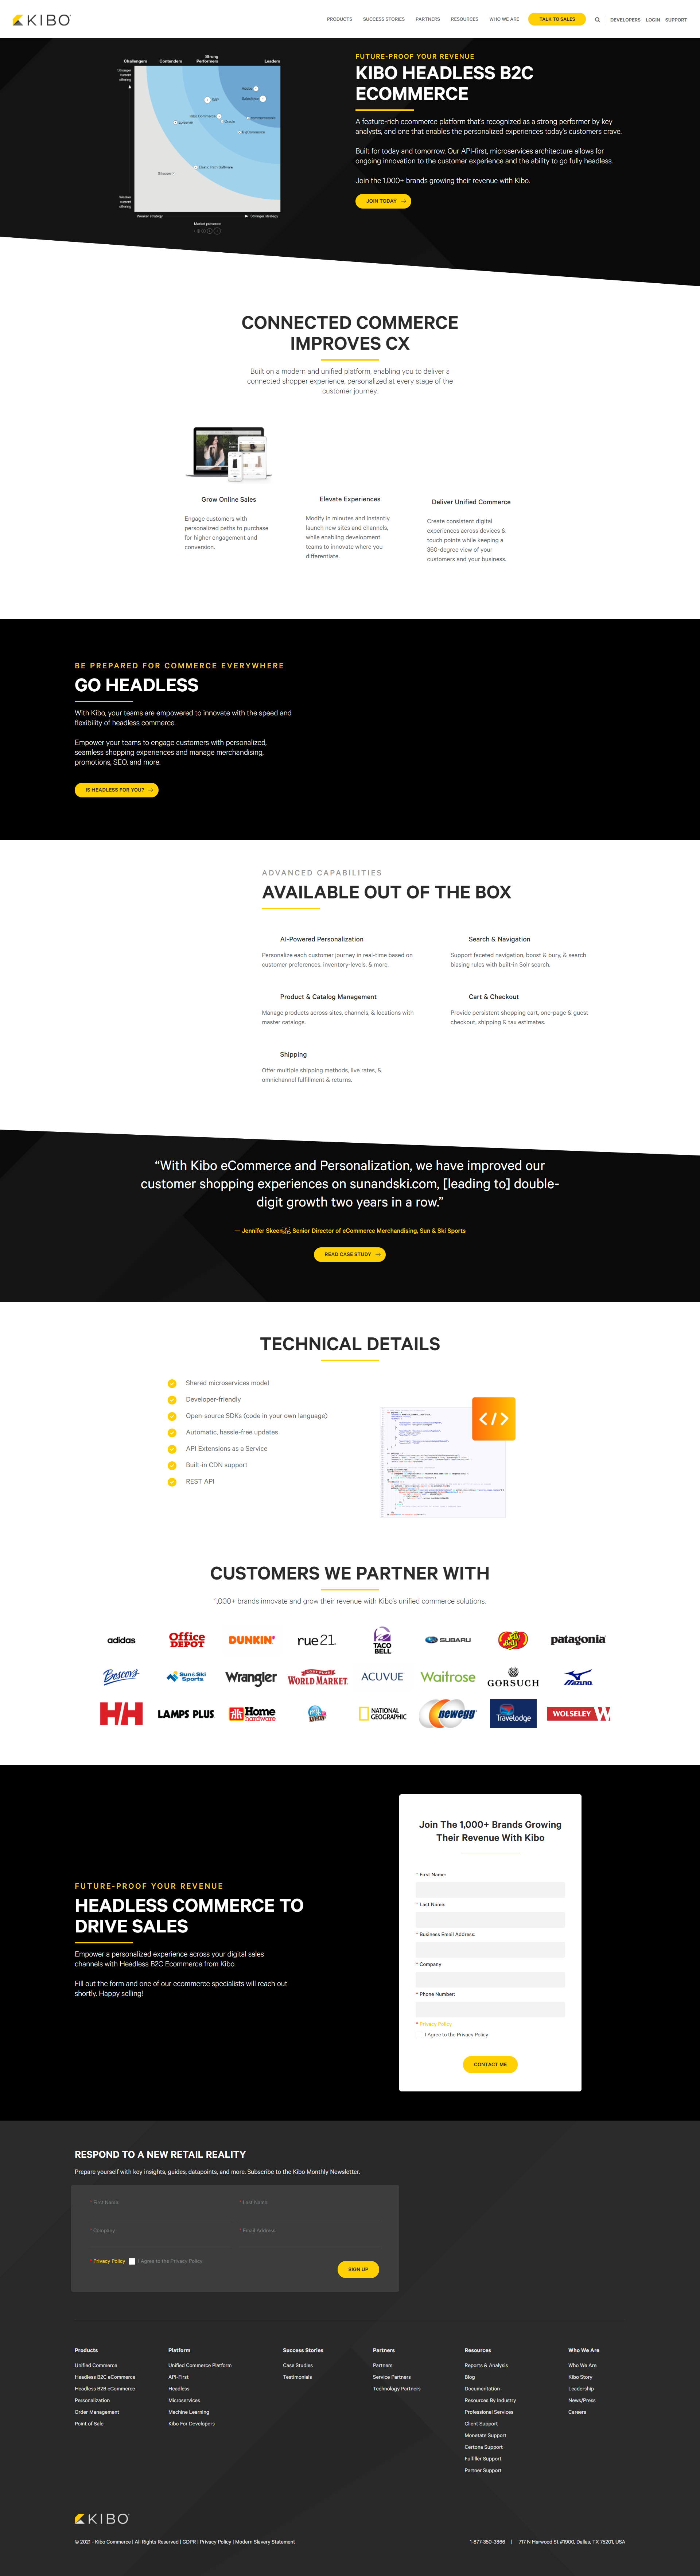 KIBO
PRODUCTS SUCCESS STORIES PARTNERS RESOURCES WHO WE ARE TALK TO SALES DEVELOPERS LOGIN SUPPORT
Challengers Contenders Strong Performers Leaders
Stronger current offering
Weaker current offering
Weaker strategy Stronger strategy
Market presence
FUTURE-PROOF YOUR REVENUE
KIBO HEADLESS B2C
ECOMMERCE
A feature-rich ecommerce platform that's recognized as a strong performer by key
analysts, and one that enables the personalized experiences today's customers crave.
Built for today and tomorrow. Our API-first, microservices architecture allows for
ongoing innovation to the customer experience and the ability to go fully headless.
Join the 1,000+ brands growing their revenue with Kibo.
JOIN TODAY →
CONNECTED COMMERCE
IMPROVES CX
Built on a modern and unified platform, enabling you to deliver a
connected shopper experience, personalized at every stage of the
customer journey.
Grow Online Sales
Engage customers with
personalized paths to purchase
for higher engagement and
conversion.
Elevate Experiences
Modify in minutes and instantly
launch new sites and channels,
while enabling development
teams to innovate where you
differentiate.
Deliver Unified Commerce
Create consistent digital
experiences across devices &
touch points while keeping a
360-degree view of your
customers and your business.
BE PREPARED FOR COMMERCE EVERYWHERE
GO HEADLESS
With Kibo, your teams are empowered to innovate with the speed and
flexibility of headless commerce.
Empower your teams to engage customers with personalized,
seamless shopping experiences and manage merchandising,
promotions, SEO, and more.
IS HEADLESS FOR YOU? →
ADVANCED CAPABILITIES
AVAILABLE OUT OF THE BOX
AI-Powered Personalization
Personalize each customer journey in real-time based on
customer preferences, inventory-levels, & more.
Search & Navigation
Support faceted navigation, boost & bury, & search
biasing rules with built-in Solr search.
Product & Catalog Management
Manage products across sites, channels, & locations with
master catalogs.
Cart & Checkout
Provide persistent shopping cart, one-page & guest
checkout, shipping & tax estimates.
Shipping
Offer multiple shipping methods, live rates, &
omnichannel fulfillment & returns.
“With Kibo eCommerce and Personalization, we have improved our
customer shopping experiences on sunandski.com, [leading to] double-
digit growth two years in a row.”
— Jennifer Skeen, Senior Director of eCommerce Merchandising, Sun & Ski Sports
READ CASE STUDY →
TECHNICAL DETAILS
Shared microservices model
Developer-friendly
Open-source SDKs (code in your own language)
Automatic, hassle-free updates
API Extensions as a Service
Built-in CDN support
REST API
</>
CUSTOMERS WE PARTNER WITH
1,000+ brands innovate and grow their revenue with Kibo's unified commerce solutions.
adidas Office DEPOT DUNKIN' rue21 TACO BELL SUBARU Jelly Belly patagonia
Boscov's Sun & Ski Sports Wrangler WORLD MARKET ACUVUE Waitrose GORSUCH MIZUNO
HH LAMPS PLUS Home hardware NATIONAL GEOGRAPHIC newegg Travelodge WOLSELEY
Join The 1,000+ Brands Growing
Their Revenue With Kibo
* First Name:
* Last Name:
* Business Email Address:
* Company
* Phone Number:
* Privacy Policy
I Agree to the Privacy Policy
CONTACT ME
FUTURE-PROOF YOUR REVENUE
HEADLESS COMMERCE TO
DRIVE SALES
Empower a personalized experience across your digital sales
channels with Headless B2C Ecommerce from Kibo.
Fill out the form and one of our ecommerce specialists will reach out
shortly. Happy selling!
RESPOND TO A NEW RETAIL REALITY
Prepare yourself with key insights, guides, datapoints, and more. Subscribe to the Kibo Monthly Newsletter.
* First Name * Last Name
* Company * Email Address
* Privacy Policy I Agree to the Privacy Policy
SIGN UP
Products
Unified Commerce
Headless B2C eCommerce
Headless B2B eCommerce
Personalization
Order Management
Point of Sale
Platform
Unified Commerce Platform
API-First
Headless
Microservices
Machine Learning
Kibo For Developers
Success Stories
Case Studies
Testimonials
Partners
Partners
Service Partners
Technology Partners
Resources
Reports & Analysis
Blog
Documentation
Resources By Industry
Professional Services
Client Support
Monetate Support
Certona Support
Fulfiller Support
Partner Support
Who We Are
Who We Are
Kibo Story
Leadership
News/Press
Careers
KIBO
© 2021 - Kibo Commerce | All Rights Reserved | GDPR | Privacy Policy | Modern Slavery Statement
1-877-350-3866 | 717 N Harwood St #1900, Dallas, TX 75201, USA